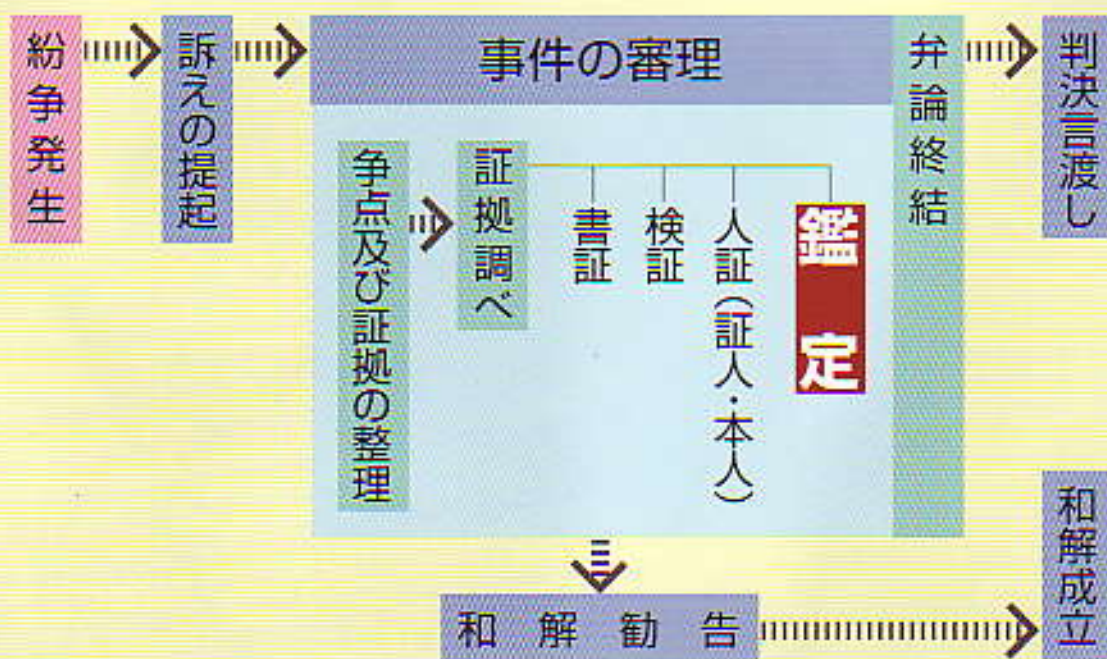 紛争発生
訴えの提起
事件の審理
争点及び証拠の整理
証拠調べ
書証
検証
人証(証人・本人)
鑑定
弁論終結
判決言渡し
和解勧告
和解成立